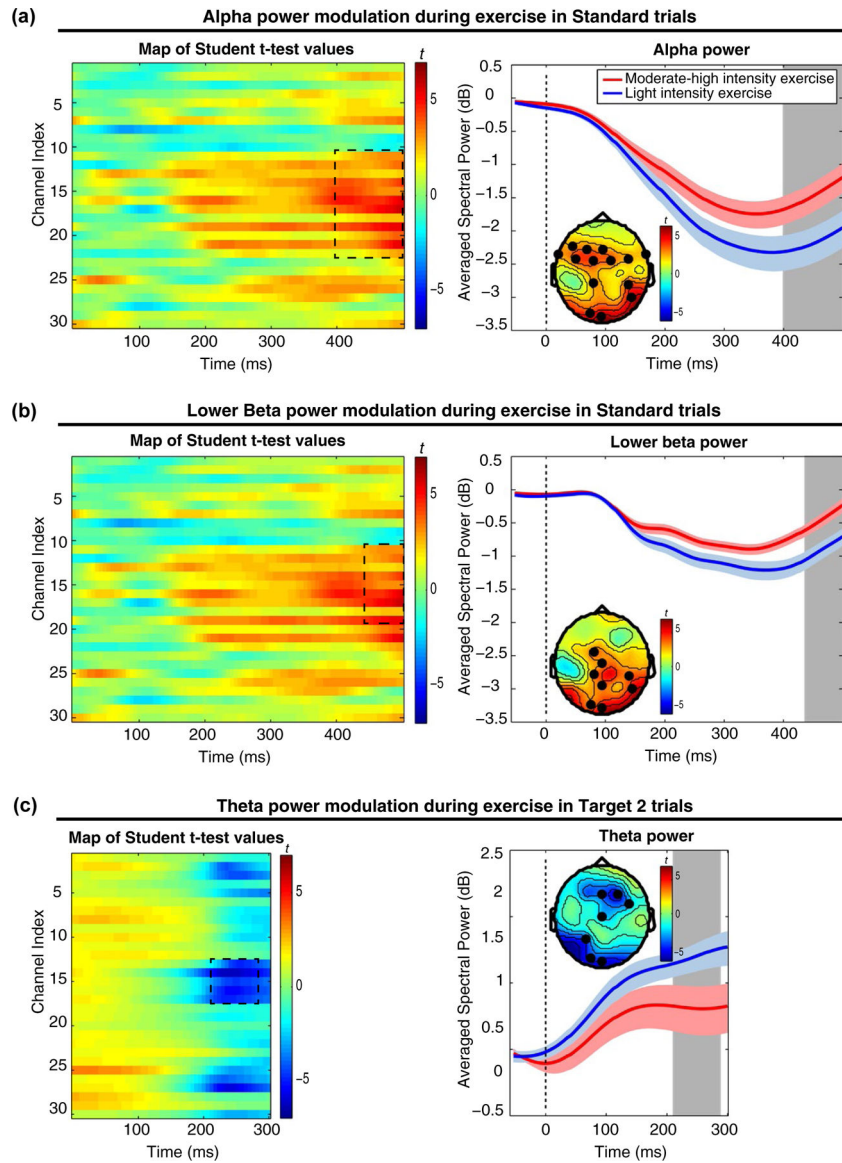 (a)
Alpha power modulation during exercise in Standard trials
Map of Student t-test values
t
5
0
−5
Channel Index
5
10
15
20
25
30
100
200
300
400
Time (ms)
Alpha power
Moderate-high intensity exercise
Light intensity exercise
Averaged Spectral Power (dB)
0.5
0
−0.5
−1
−1.5
−2
−2.5
−3
−3.5
t
5
0
−5
0
100
200
300
400
Time (ms)
(b)
Lower Beta power modulation during exercise in Standard trials
Map of Student t-test values
t
5
0
−5
Channel Index
5
10
15
20
25
30
100
200
300
400
Time (ms)
Lower beta power
Averaged Spectral Power (dB)
0.5
0
−0.5
−1
−1.5
−2
−2.5
−3
−3.5
t
5
0
−5
0
100
200
300
400
Time (ms)
(c)
Theta power modulation during exercise in Target 2 trials
Map of Student t-test values
t
5
0
−5
Channel Index
5
10
15
20
25
30
100
200
300
Time (ms)
Theta power
Averaged Spectral Power (dB)
2.5
2
1.5
1
0.5
0
−0.5
t
5
0
−5
0
100
200
300
Time (ms)